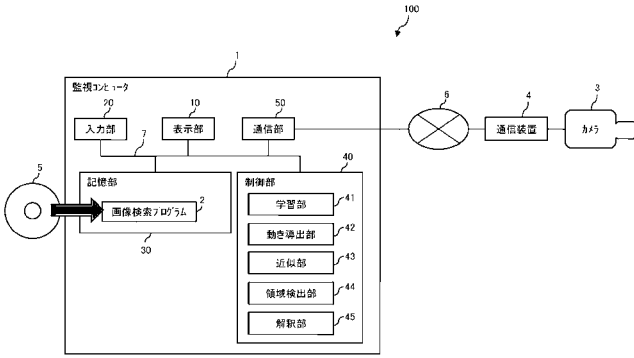 100
1
監視コンピュータ
20
10
50
6
4
3
入力部
表示部
通信部
通信装置
カメラ
7
40
5
記憶部
制御部
2
画像検索プログラム
30
学習部
41
動き導出部
42
近似部
43
領域検出部
44
解釈部
45